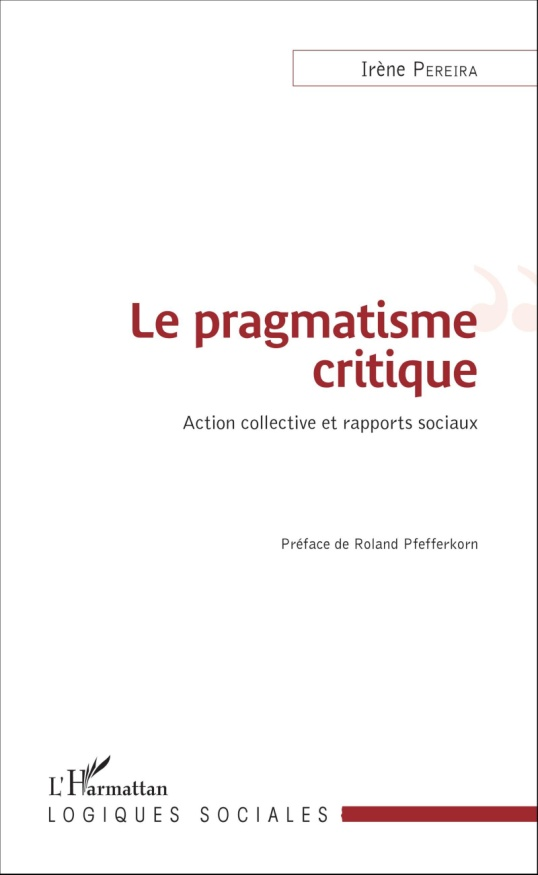 Irène PEREIRA
Le pragmatisme
critique
Action collective et rapports sociaux
Préface de Roland Pfefferkorn
L'Harmattan
LOGIQUES SOCIALES